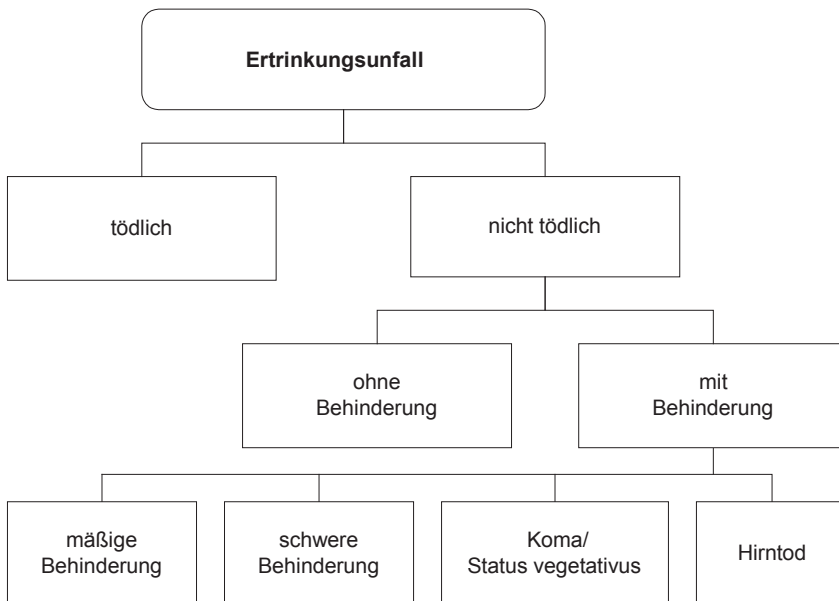 Ertrinkungsunfall
tödlich
nicht tödlich
ohne
Behinderung
mit
Behinderung
mäßige
Behinderung
schwere
Behinderung
Koma/
Status vegetativus
Hirntod